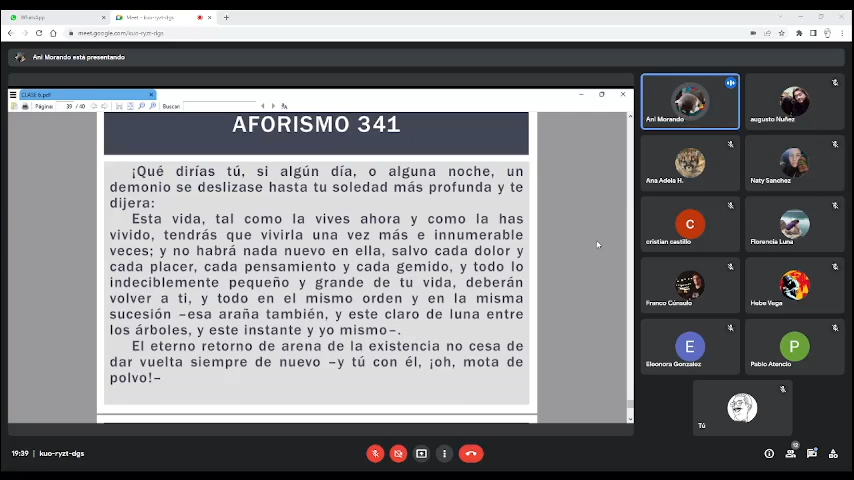 WhatsApp
Meet - kuo-ryzt-dgs
meet.google.com/kuo-ryzt-dgs
Ani Morando está presentando
CLASE 6.pdf
Página: 39 / 40 Buscar:
AFORISMO 341
¡Qué dirías tú, si algún día, o alguna noche, un
demonio se deslizase hasta tu soledad más profunda y te
dijera:
Esta vida, tal como la vives ahora y como la has
vivido, tendrás que vivirla una vez más e innumerable
veces; y no habrá nada nuevo en ella, salvo cada dolor y
cada placer, cada pensamiento y cada gemido, y todo lo
indeciblemente pequeño y grande de tu vida, deberán
volver a ti, y todo en el mismo orden y en la misma
sucesión –esa araña también, y este claro de luna entre
los árboles, y este instante y yo mismo–.
El eterno retorno de arena de la existencia no cesa de
dar vuelta siempre de nuevo –y tú con él, ¡oh, mota de
polvo!–
Ani Morando
augusto Nuñez
Ana Adela H.
Naty Sanchez
C
cristian castillo
Florencia Luna
Franco Cúnsulo
Hebe Vega
E
Eleonora Gonzalez
P
Pablo Atencio
Tú
19:39 | kuo-ryzt-dgs
12